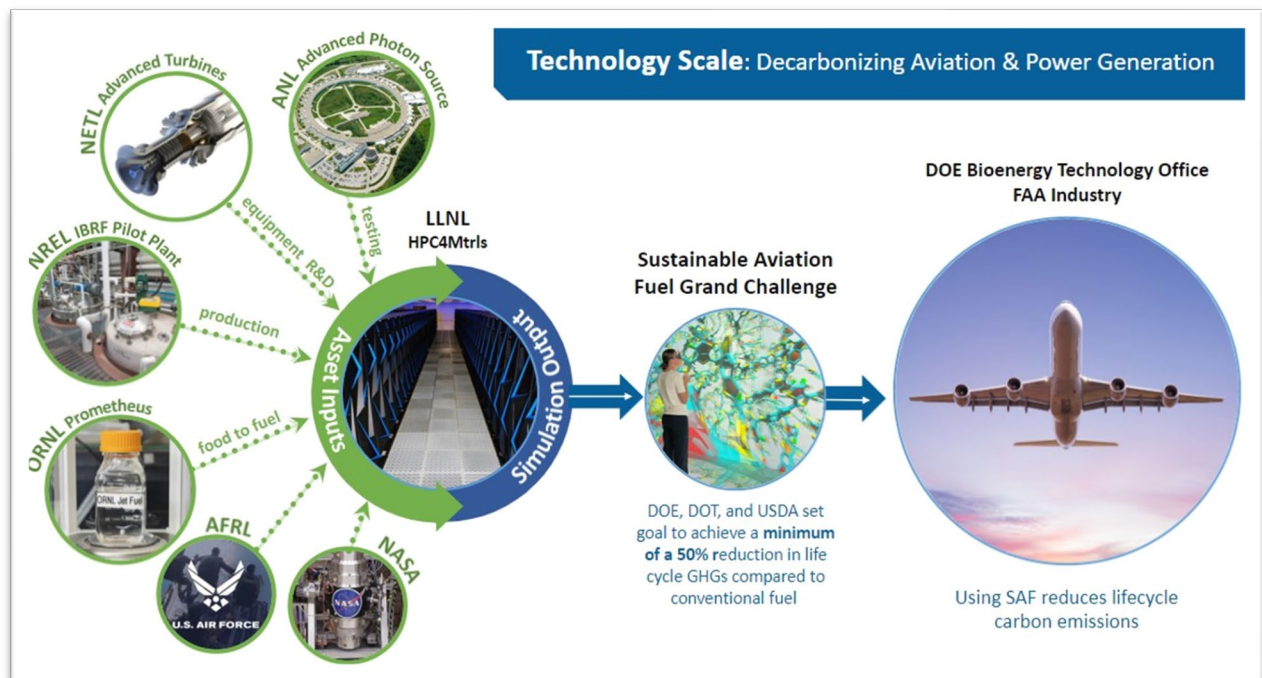 Technology Scale: Decarbonizing Aviation & Power Generation
NETL Advanced Turbines
ANL Advanced Photon Source
NREL IBRF Pilot Plant
ORNL Prometheus
AFRL
NASA
equipment R&D
testing
production
food to fuel
LLNL
HPC4Mtrls
Asset Inputs
Simulation Output
ORNL Jet Fuel
U.S. AIR FORCE
NASA
Sustainable Aviation
Fuel Grand Challenge
DOE, DOT, and USDA set
goal to achieve a minimum
of a 50% reduction in life
cycle GHGs compared to
conventional fuel
DOE Bioenergy Technology Office
FAA Industry
Using SAF reduces lifecycle
carbon emissions